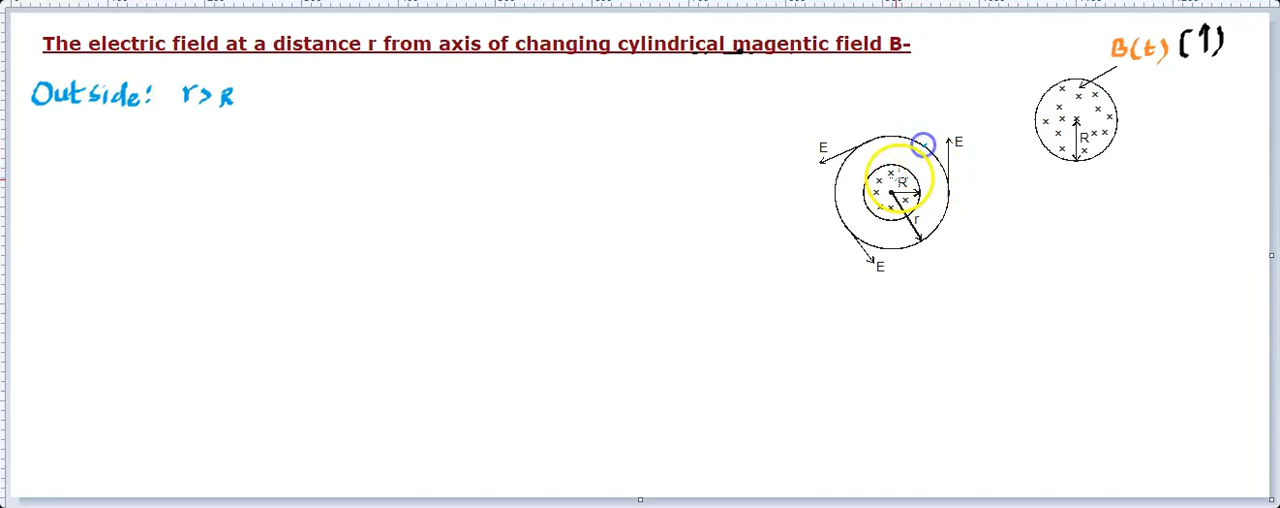 The electric field at a distance r from axis of changing cylindrical magentic field B-
B(t) (↑)
Outside: r > R
R
E
E
R
r
E